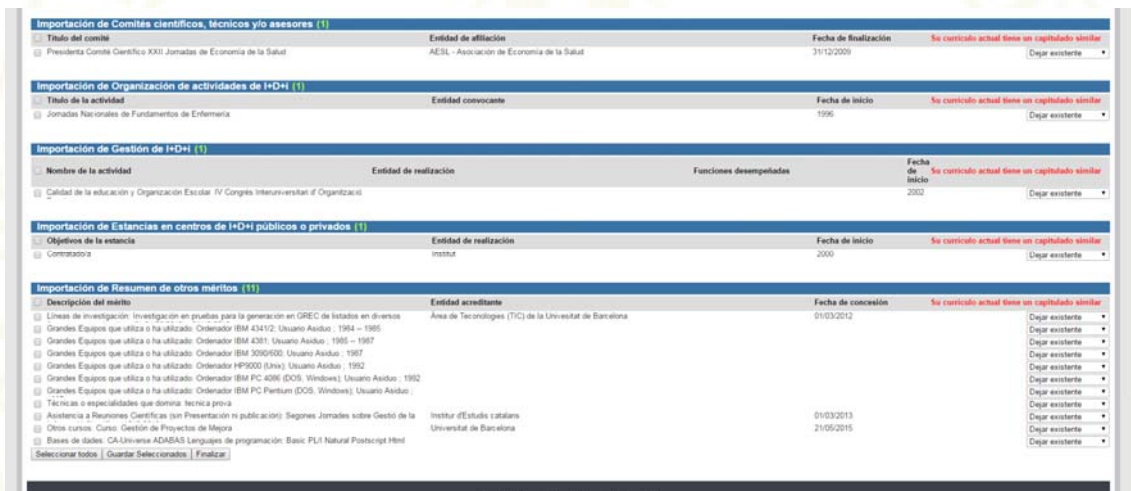 Importación de Comités científicos, técnicos y/o asesores (1)
Título del comité Entidad de afiliación Fecha de finalización Su currículo actual tiene un capitulado similar
Presidenta Comité Científico XXII Jornadas de Economía de la Salud AESL - Asociación de Economía de la Salud 31/12/2009 Dejar existente
Importación de Organización de actividades de I+D+i (1)
Título de la actividad Entidad convocante Fecha de inicio Su currículo actual tiene un capitulado similar
Jornadas Nacionales de Fundamentos de Enfermería 1996 Dejar existente
Importación de Gestión de I+D+i (1)
Nombre de la actividad Entidad de realización Funciones desempeñadas Fecha de inicio Su currículo actual tiene un capitulado similar
Calidad de la educación y Organización Escolar IV Congrés Interuniversitari d' Organització 2002 Dejar existente
Importación de Estancias en centros de I+D+i públicos o privados (1)
Objetivos de la estancia Entidad de realización Fecha de inicio Su currículo actual tiene un capitulado similar
Contratado/a Institut 2000 Dejar existente
Importación de Resumen de otros méritos (11)
Descripción del mérito Entidad acreditante Fecha de concesión Su currículo actual tiene un capitulado similar
Líneas de investigación: Investigación en pruebas para la generación en GREC de listados en diversos Área de Teconologies (TIC) de la Univesitat de Barcelona 01/03/2012 Dejar existente
Grandes Equipos que utiliza o ha utilizado: Ordenador IBM 4341/2; Usuario Asiduo ; 1984 -- 1985 Dejar existente
Grandes Equipos que utiliza o ha utilizado: Ordenador IBM 4381; Usuario Asiduo ; 1985 -- 1987 Dejar existente
Grandes Equipos que utiliza o ha utilizado: Ordenador IBM 3090/600; Usuario Asiduo ; 1987 Dejar existente
Grandes Equipos que utiliza o ha utilizado: Ordenador HP9000 (Unix); Usuario Asiduo ; 1992 Dejar existente
Grandes Equipos que utiliza o ha utilizado: Ordenador IBM PC 4086 (DOS, Windows); Usuario Asiduo ; 1992 Dejar existente
Grandes Equipos que utiliza o ha utilizado: Ordenador IBM PC Pentium (DOS, Windows); Usuario Asiduo ; Dejar existente
Técnicas o especialidades que domina: tecnica prova Dejar existente
Asistencia a Reuniones Científicas (sin Presentación ni publicación): Segones Jornades sobre Gestió de la Institut d'Estudis catalans 01/03/2013 Dejar existente
Otros cursos: Curso: Gestión de Proyectos de Mejora Universitat de Barcelona 21/05/2015 Dejar existente
Bases de dades: CA-Universe ADABAS Lenguajes de programación: Basic PL/I Natural Postscript Html Dejar existente
Seleccionar todos Guardar Seleccionados Finalizar